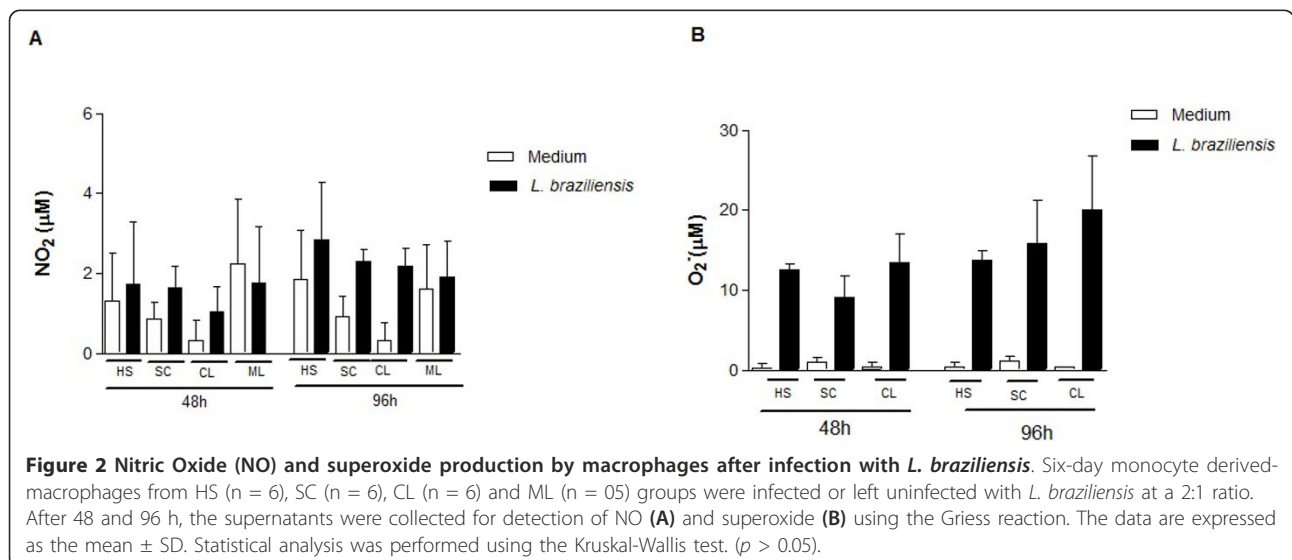 A
B
6
4
2
0
NO2 (µM)
Medium
L. braziliensis
HS SC CL ML HS SC CL ML
48h 96h
Medium
L. braziliensis
30
20
10
0
O2- (µM)
HS SC CL HS SC CL
48h 96h
Figure 2 Nitric Oxide (NO) and superoxide production by macrophages after infection with L. braziliensis. Six-day monocyte derived-
macrophages from HS (n = 6), SC (n = 6), CL (n = 6) and ML (n = 05) groups were infected or left uninfected with L. braziliensis at a 2:1 ratio.
After 48 and 96 h, the supernatants were collected for detection of NO (A) and superoxide (B) using the Griess reaction. The data are expressed
as the mean ± SD. Statistical analysis was performed using the Kruskal-Wallis test. (p > 0.05).